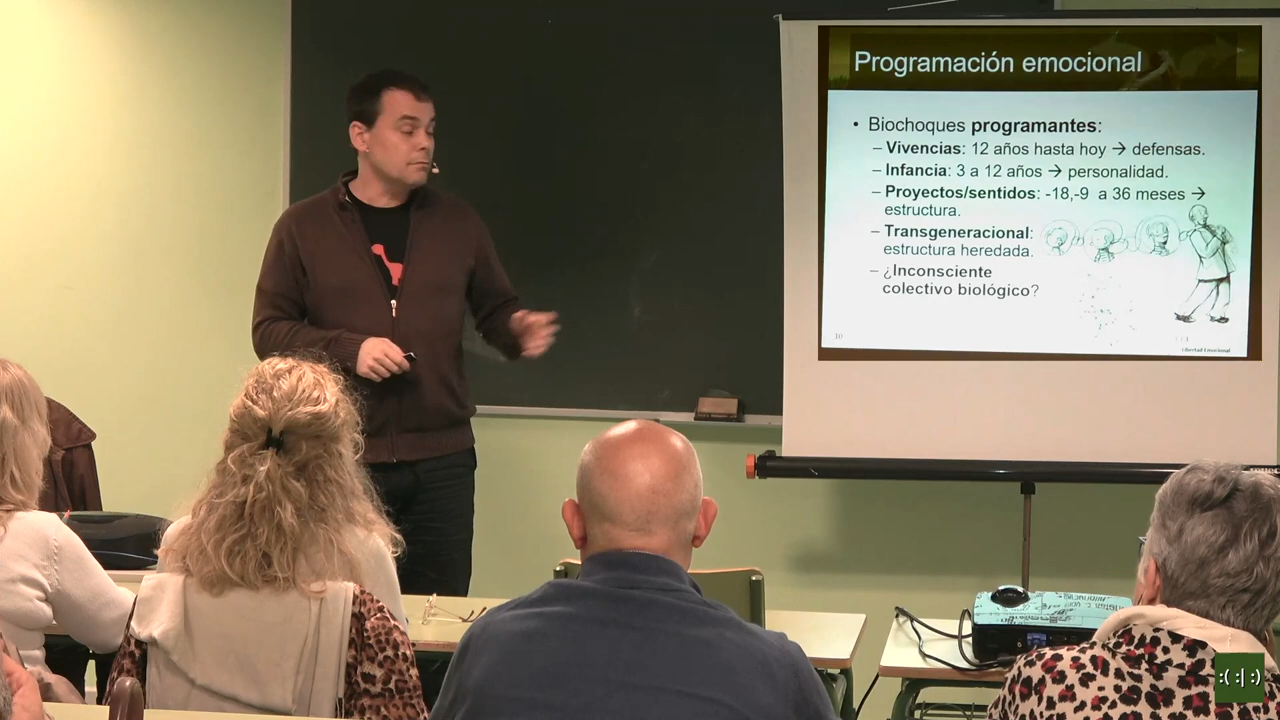 Programación emocional
• Biochoques programantes:
– Vivencias: 12 años hasta hoy → defensas.
– Infancia: 3 a 12 años → personalidad.
– Proyectos/sentidos: -18,-9 a 36 meses →
estructura.
– Transgeneracional:
estructura heredada.
– ¿Inconsciente
colectivo biológico?
10
Libertad Emocional
:( :| :)